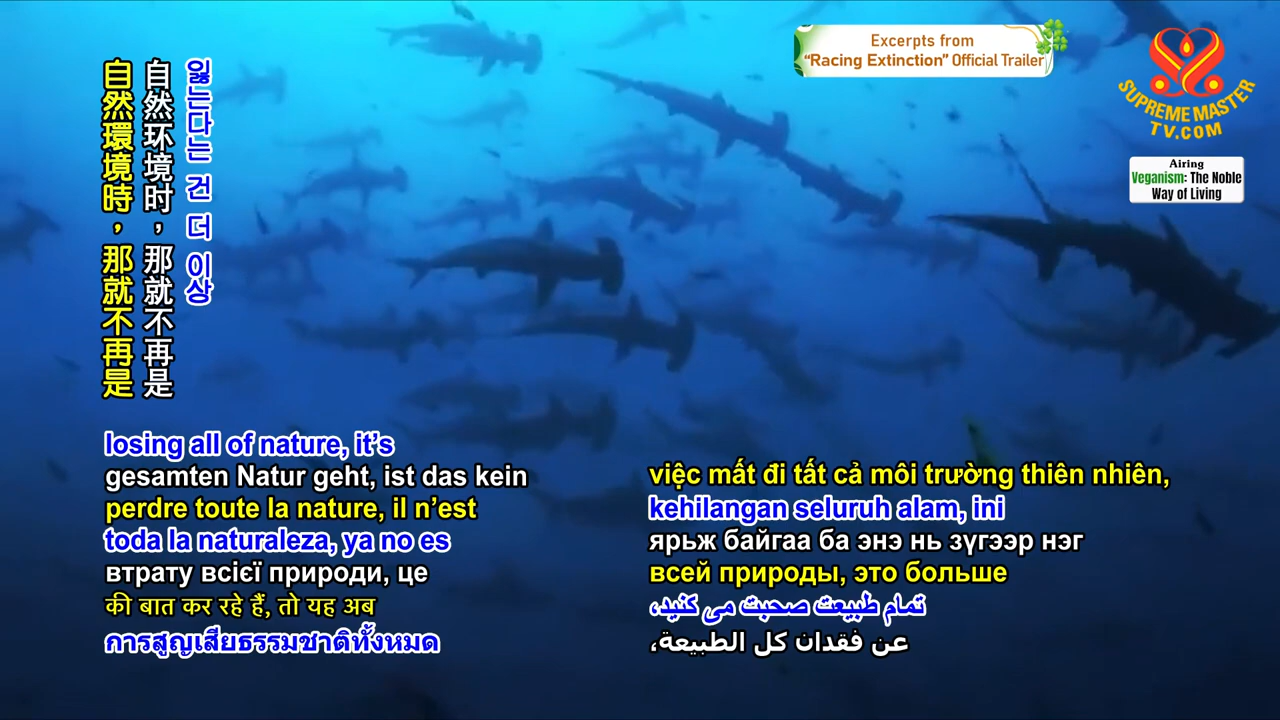 Excerpts from
“Racing Extinction” Official Trailer
SUPREME MASTER
TV.COM
Airing
Veganism: The Noble
Way of Living
잃는다는 건 더 이상
自然环境时，那就不再是
自然環境時，那就不再是
losing all of nature, it’s
gesamten Natur geht, ist das kein
perdre toute la nature, il n’est
toda la naturaleza, ya no es
втрату всієї природи, це
की बात कर रहे हैं, तो यह अब
การสูญเสียธรรมชาติทั้งหมด
việc mất đi tất cả môi trường thiên nhiên,
kehilangan seluruh alam, ini
ярьж байгаа ба энэ нь зүгээр нэг
всей природы, это больше
تمام طبیعت صحبت می کنید،
عن فقدان كل الطبيعة،